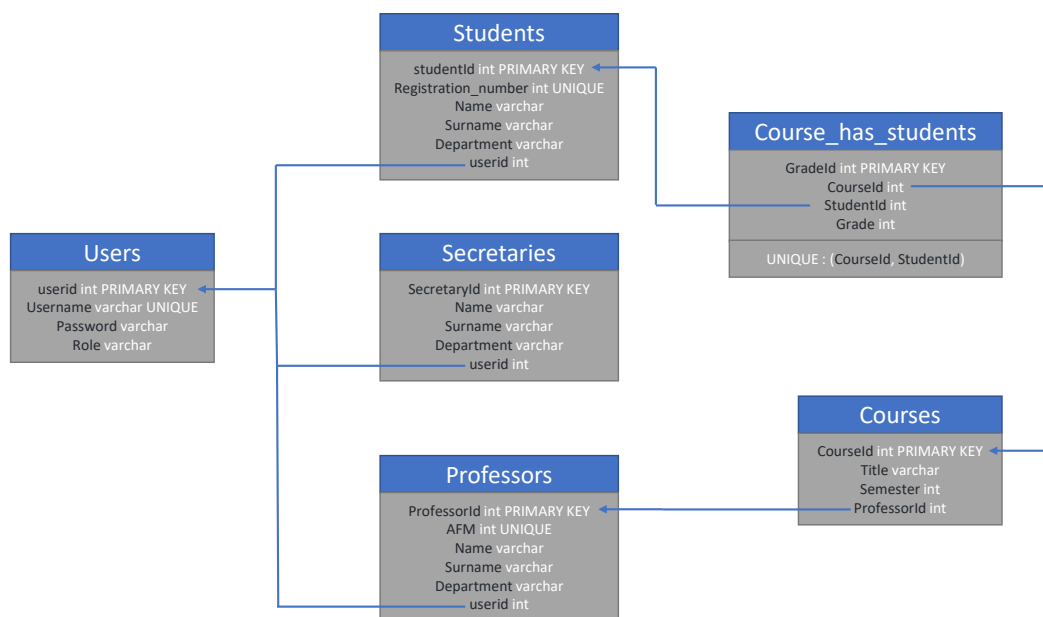 Students
studentId int PRIMARY KEY
Registration_number int UNIQUE
Name varchar
Surname varchar
Department varchar
userid int
Course_has_students
GradeId int PRIMARY KEY
CourseId int
StudentId int
Grade int
UNIQUE : (CourseId, StudentId)
Users
userid int PRIMARY KEY
Username varchar UNIQUE
Password varchar
Role varchar
Secretaries
SecretaryId int PRIMARY KEY
Name varchar
Surname varchar
Department varchar
userid int
Courses
CourseId int PRIMARY KEY
Title varchar
Semester int
ProfessorId int
Professors
ProfessorId int PRIMARY KEY
AFM int UNIQUE
Name varchar
Surname varchar
Department varchar
userid int